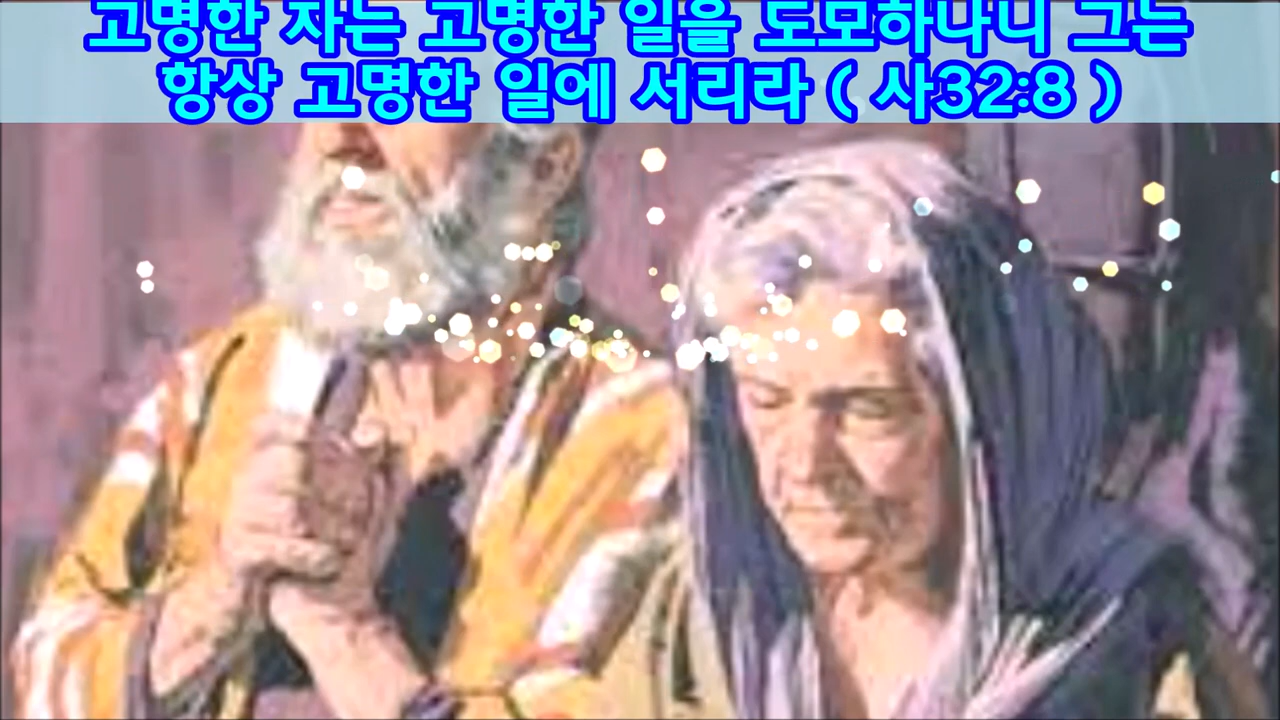 고명한 자는 고명한 일을 도모하나니 그는
항상 고명한 일에 서리라 ( 사32:8 )